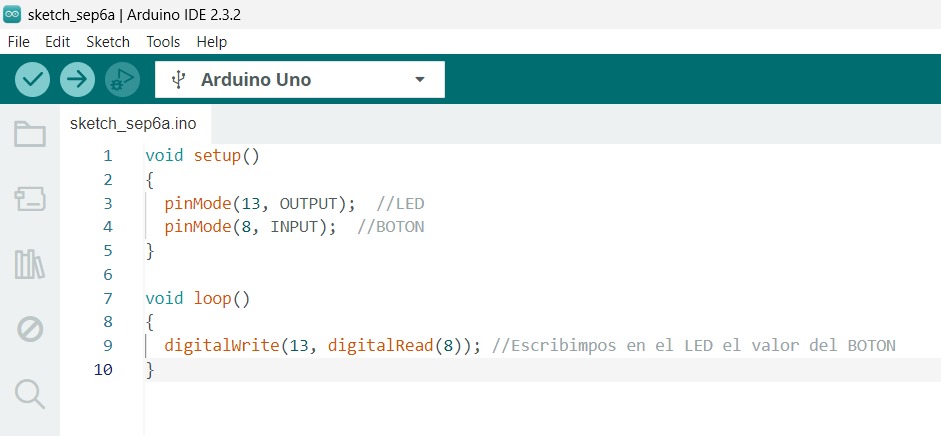 sketch_sep6a | Arduino IDE 2.3.2
File Edit Sketch Tools Help
Arduino Uno
sketch_sep6a.ino
1 void setup()
2 {
3 pinMode(13, OUTPUT); //LED
4 pinMode(8, INPUT); //BOTON
5 }
6
7 void loop()
8 {
9 digitalWrite(13, digitalRead(8)); //Escribimpos en el LED el valor del BOTON
10 }